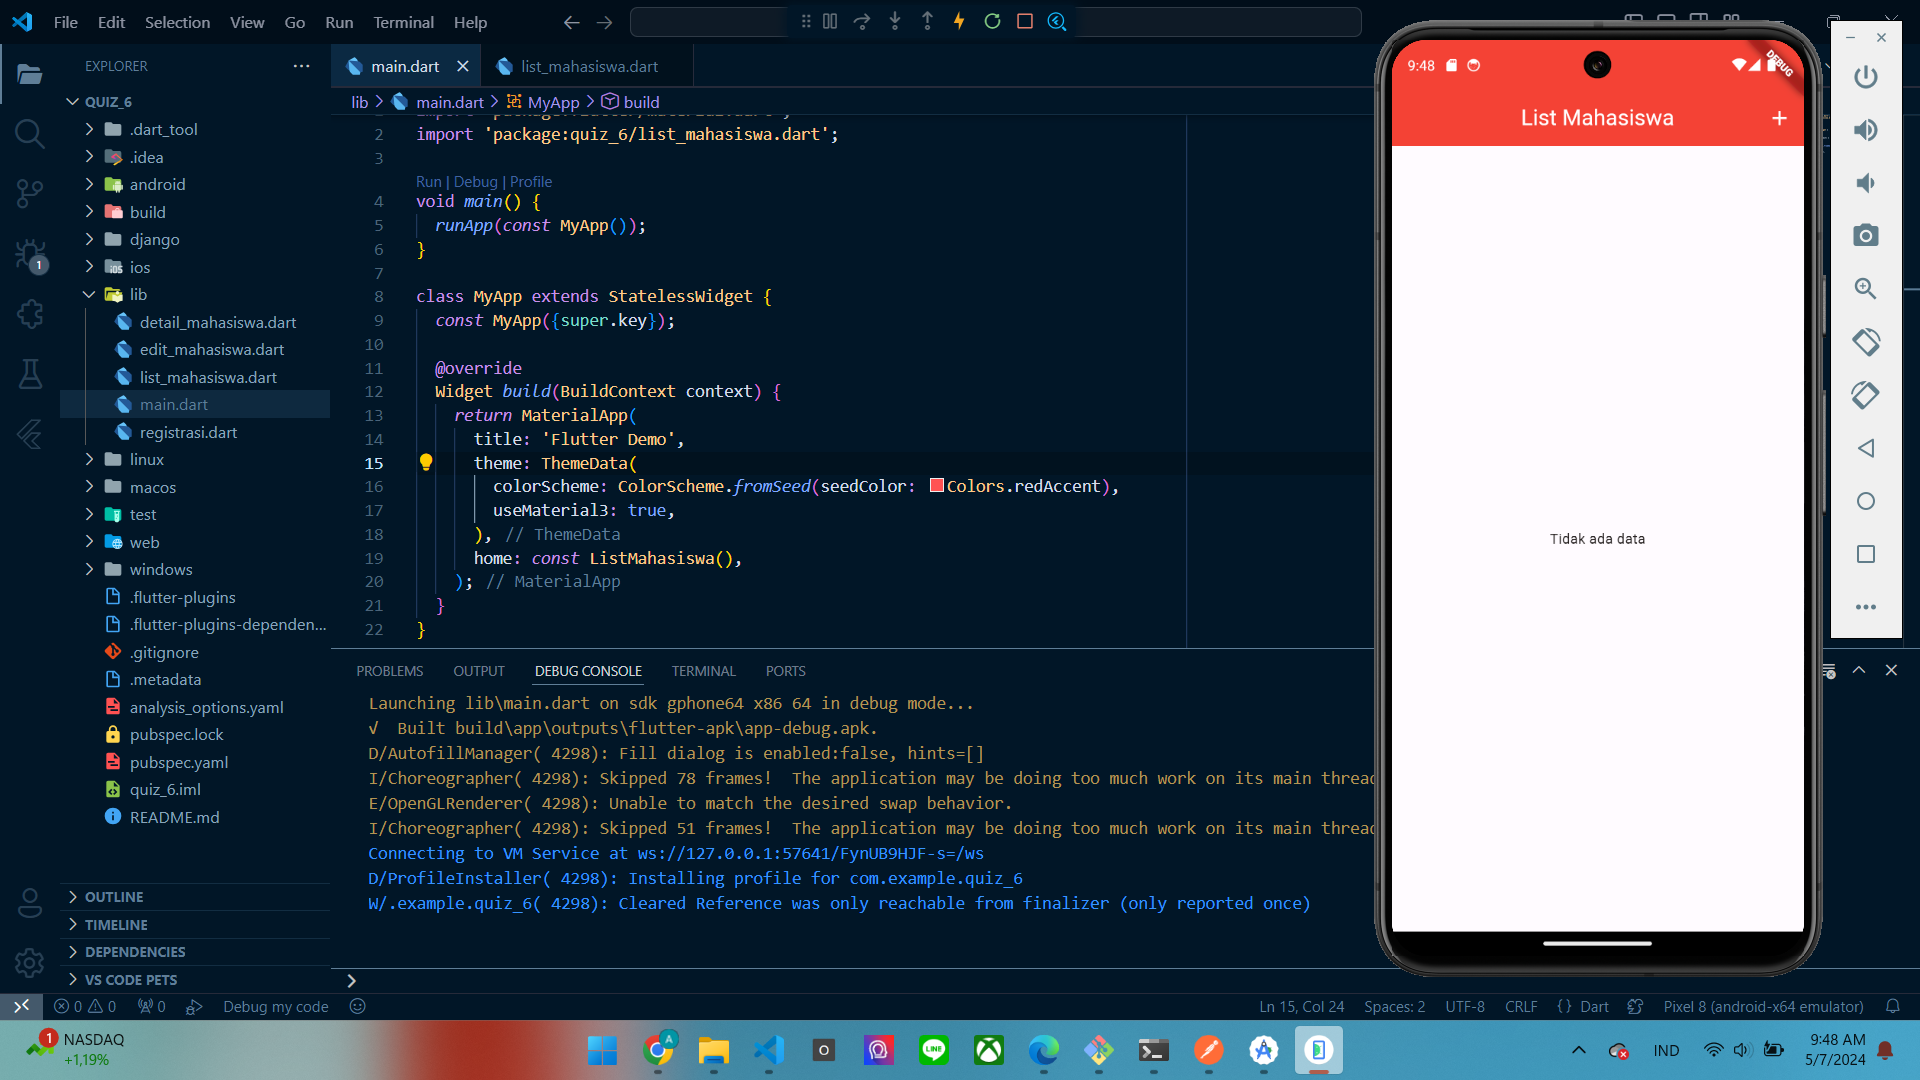 File Edit Selection View Go Run Terminal Help
EXPLORER
QUIZ_6
.dart_tool
.idea
android
build
django
ios
lib
detail_mahasiswa.dart
edit_mahasiswa.dart
list_mahasiswa.dart
main.dart
registrasi.dart
linux
macos
test
web
windows
.flutter-plugins
.flutter-plugins-dependen...
.gitignore
.metadata
analysis_options.yaml
pubspec.lock
pubspec.yaml
quiz_6.iml
README.md
OUTLINE
TIMELINE
DEPENDENCIES
VS CODE PETS
1
main.dart list_mahasiswa.dart
lib > main.dart > MyApp > build
2 import 'package:quiz_6/list_mahasiswa.dart';
3
Run | Debug | Profile
4 void main() {
5 runApp(const MyApp());
6 }
7
8 class MyApp extends StatelessWidget {
9 const MyApp({super.key});
10
11 @override
12 Widget build(BuildContext context) {
13 return MaterialApp(
14 title: 'Flutter Demo',
15 theme: ThemeData(
16 colorScheme: ColorScheme.fromSeed(seedColor: Colors.redAccent),
17 useMaterial3: true,
18 ), // ThemeData
19 home: const ListMahasiswa(),
20 ); // MaterialApp
21 }
22 }
PROBLEMS OUTPUT DEBUG CONSOLE TERMINAL PORTS
Launching lib\main.dart on sdk gphone64 x86 64 in debug mode...
√ Built build\app\outputs\flutter-apk\app-debug.apk.
D/AutofillManager( 4298): Fill dialog is enabled:false, hints=[]
I/Choreographer( 4298): Skipped 78 frames! The application may be doing too much work on its main thread
E/OpenGLRenderer( 4298): Unable to match the desired swap behavior.
I/Choreographer( 4298): Skipped 51 frames! The application may be doing too much work on its main thread
Connecting to VM Service at ws://127.0.0.1:57641/FynUB9HJF-s=/ws
D/ProfileInstaller( 4298): Installing profile for com.example.quiz_6
W/.example.quiz_6( 4298): Cleared Reference was only reachable from finalizer (only reported once)
9:48
DEBUG
List Mahasiswa +
Tidak ada data
0 0 0 Debug my code
Ln 15, Col 24 Spaces: 2 UTF-8 CRLF {} Dart Pixel 8 (android-x64 emulator)
1
NASDAQ
+1,19%
A
LINE
IND
9:48 AM
5/7/2024